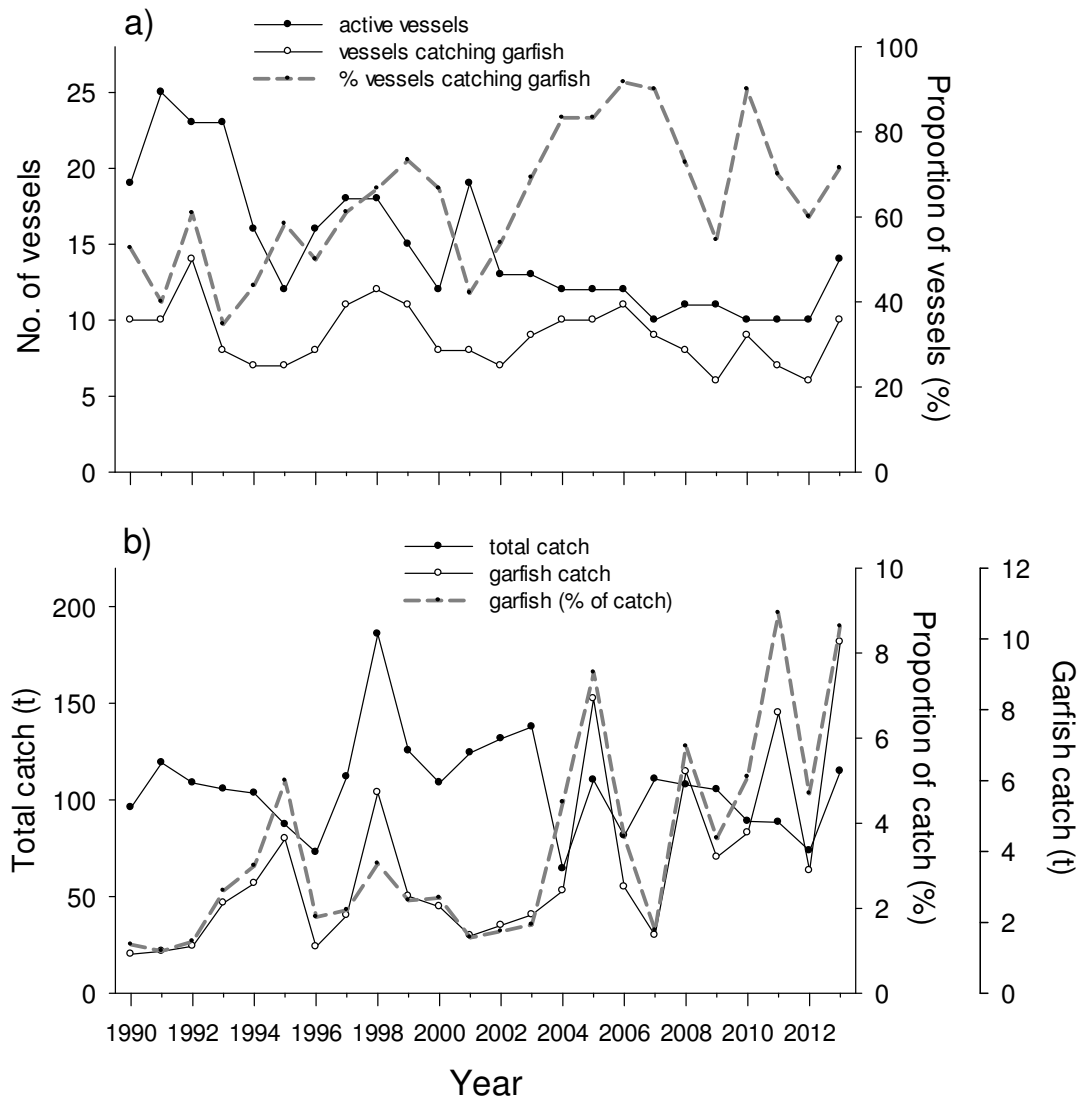 a)
active vessels
vessels catching garfish
% vessels catching garfish
No. of vessels
25
20
15
10
5
0
100
80
60
40
20
0
Proportion of vessels (%)
b)
total catch
garfish catch
garfish (% of catch)
Total catch (t)
200
150
100
50
0
10
8
6
4
2
0
Proportion of catch (%)
12
10
8
6
4
2
0
Garfish catch (t)
1990 1992 1994 1996 1998 2000 2002 2004 2006 2008 2010 2012
Year